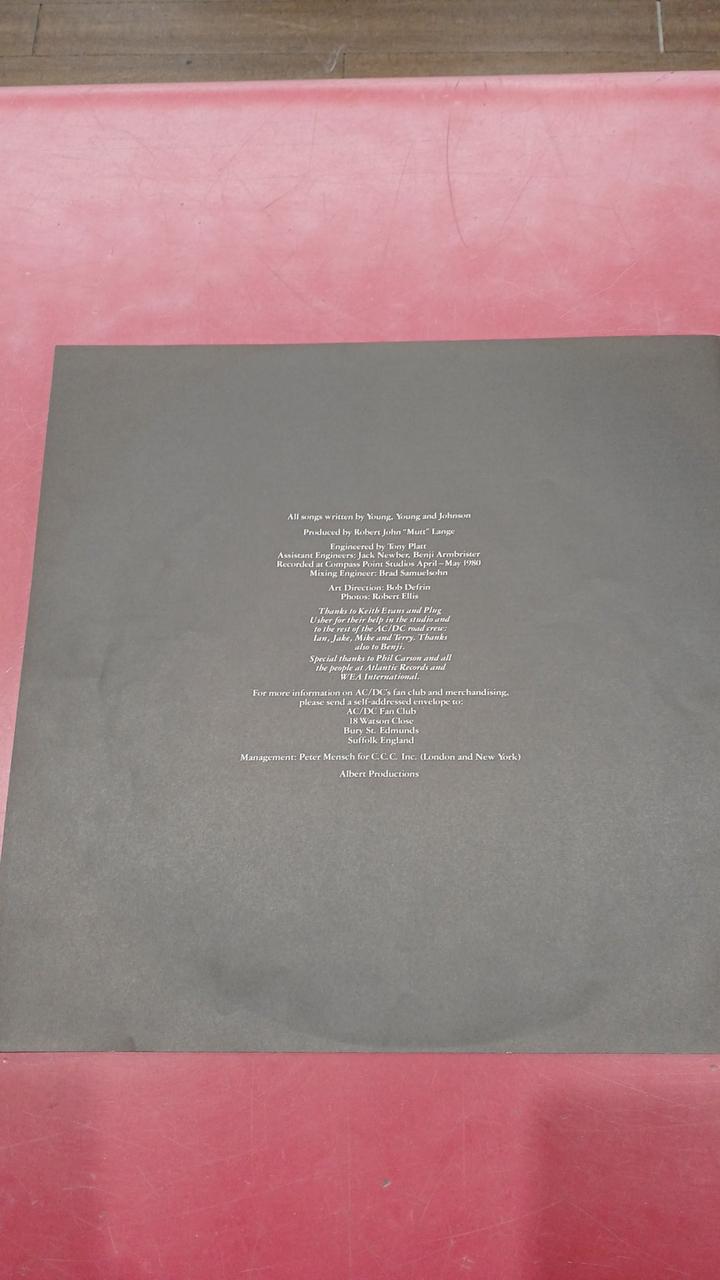 All songs written by Young, Young and Johnson
Produced by Robert John "Mutt" Lange
Engineered by Tony Platt
Assistant Engineers: Jack Newber, Benji Armbrister
Recorded at Compass Point Studios April–May 1980
Mixing Engineer: Brad Samuelsohn
Art Direction: Bob Defrin
Photos: Robert Ellis
Thanks to Keith Evans and Plug
Usher for their help in the studio and
to the rest of the AC/DC road crew:
Ian, Jake, Mike and Terry. Thanks
also to Benji.
Special thanks to Phil Carson and all
the people at Atlantic Records and
WEA International.
For more information on AC/DC's fan club and merchandising,
please send a self-addressed envelope to:
AC/DC Fan Club
18 Watson Close
Bury St. Edmunds
Suffolk England
Management: Peter Mensch for C.C.C. Inc. (London and New York)
Albert Productions